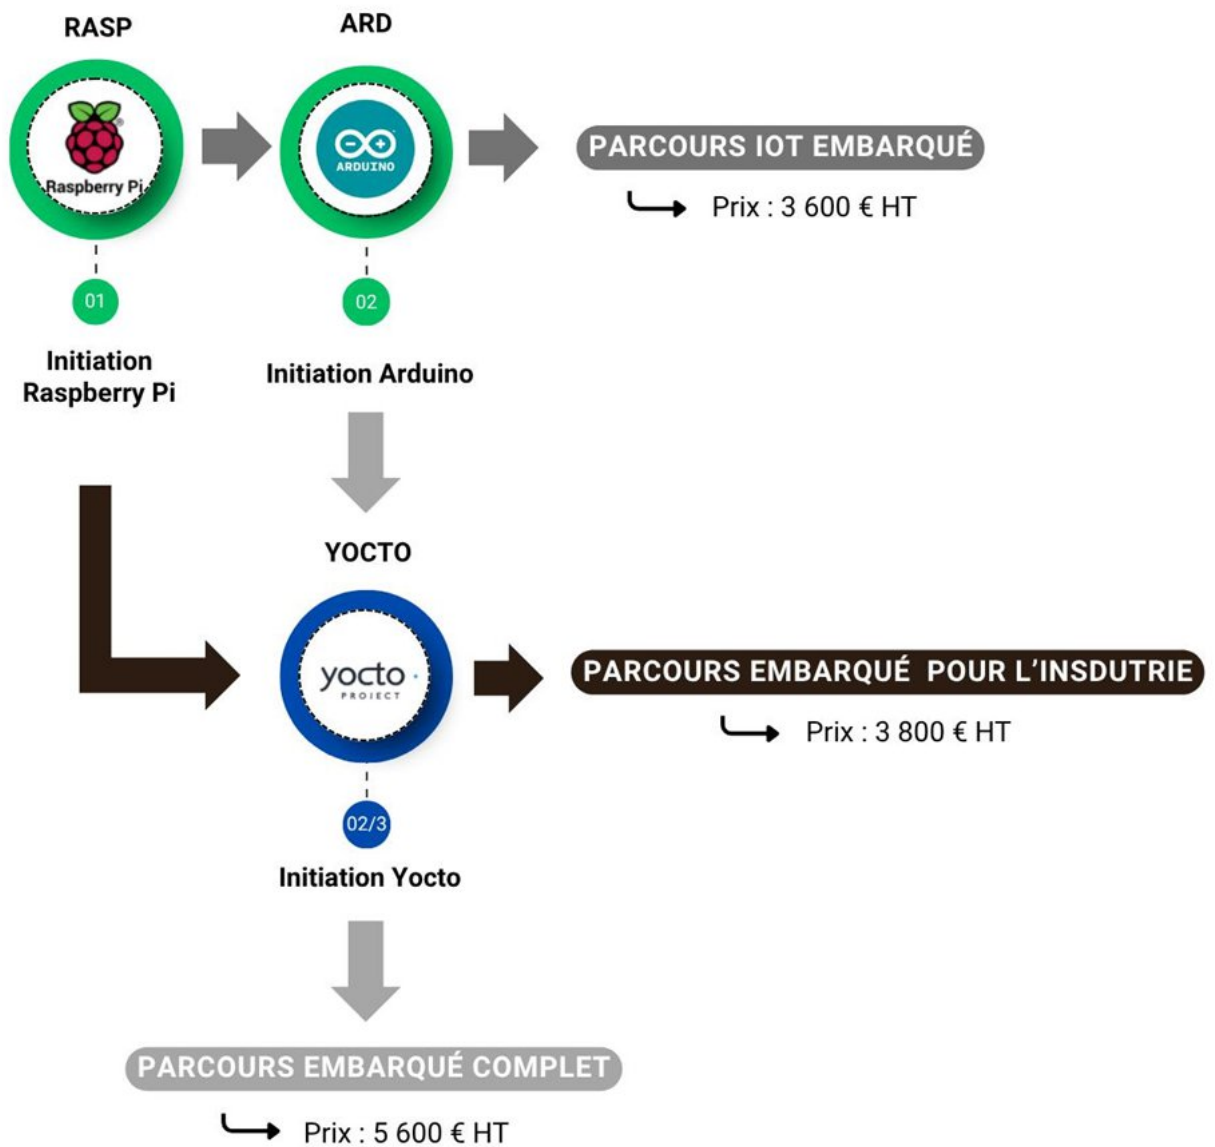 RASP
ARD
Raspberry Pi
®
ARDUINO
PARCOURS IOT EMBARQUÉ
Prix : 3 600 € HT
01
02
Initiation
Raspberry Pi
Initiation Arduino
YOCTO
yocto
PROJECT
PARCOURS EMBARQUÉ POUR L'INSDUTRIE
Prix : 3 800 € HT
02/3
Initiation Yocto
PARCOURS EMBARQUÉ COMPLET
Prix : 5 600 € HT